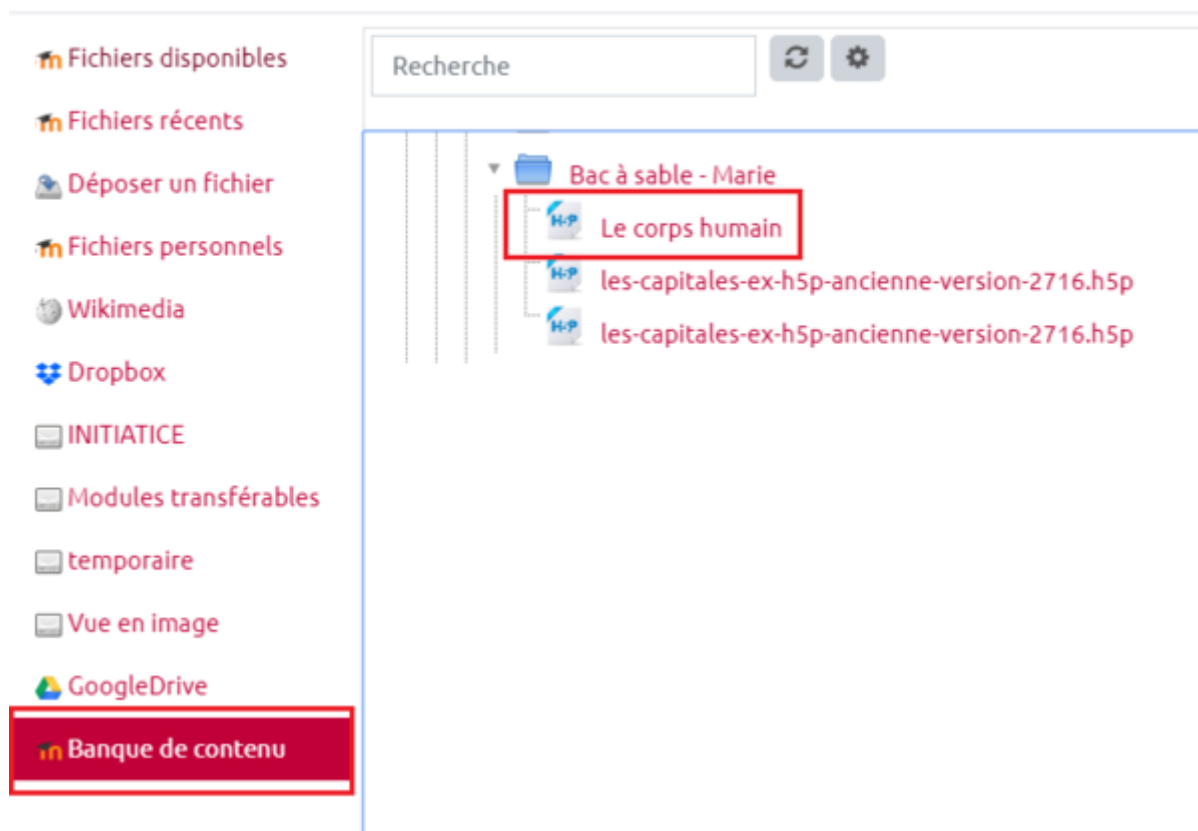 Fichiers disponibles
Fichiers récents
Déposer un fichier
Fichiers personnels
Wikimedia
Dropbox
INITIATICE
Modules transférables
temporaire
Vue en image
GoogleDrive
Banque de contenu
Recherche
Bac à sable - Marie
H-P Le corps humain
H-P les-capitales-ex-h5p-ancienne-version-2716.h5p
H-P les-capitales-ex-h5p-ancienne-version-2716.h5p